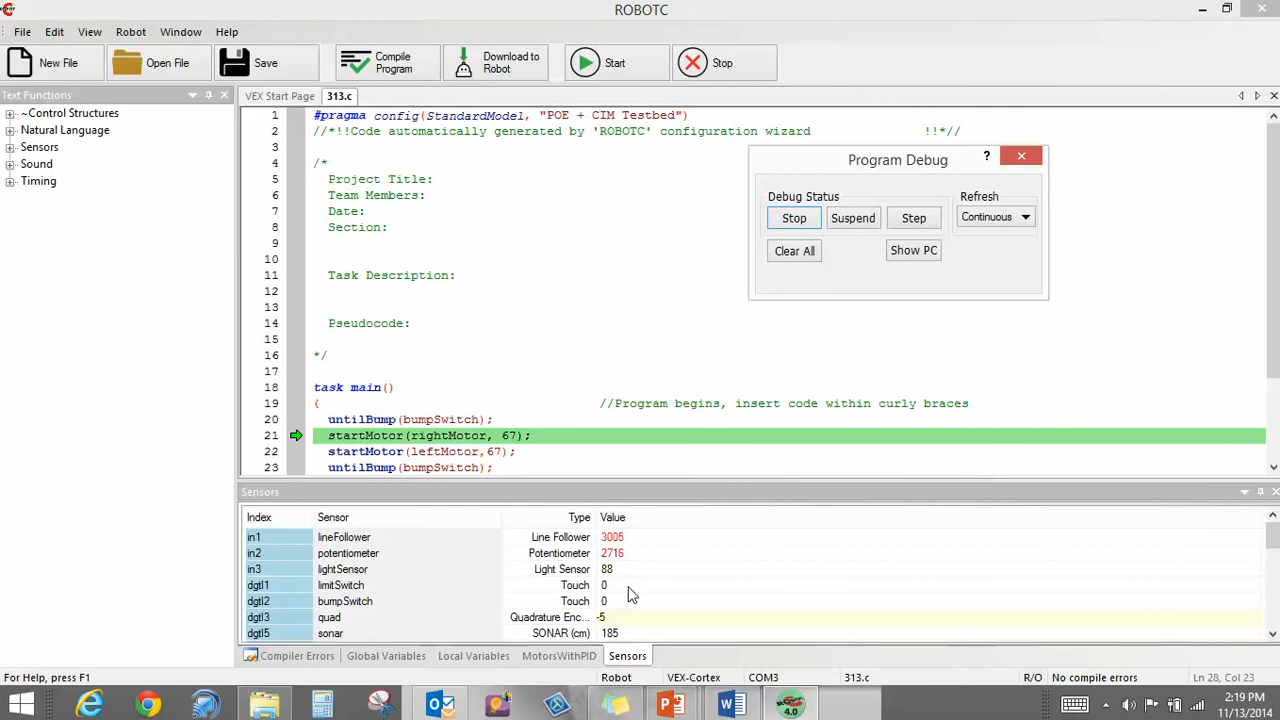 ROBOTC
File Edit View Robot Window Help
New File Open File Save Compile Program Download to Robot Start Stop
Text Functions
~Control Structures
Natural Language
Sensors
Sound
Timing
VEX Start Page 313.c
1 #pragma config(StandardModel, "POE + CIM Testbed")
2 //*!!Code automatically generated by 'ROBOTC' configuration wizard !!*//
3
4 /*
5 Project Title:
6 Team Members:
7 Date:
8 Section:
9
10
11 Task Description:
12
13
14 Pseudocode:
15
16 */
17
18 task main()
19 { //Program begins, insert code within curly braces
20 untilBump(bumpSwitch);
21 startMotor(rightMotor, 67);
22 startMotor(leftMotor,67);
23 untilBump(bumpSwitch);
Program Debug ?
Debug Status Refresh
Stop Suspend Step Continuous
Clear All Show PC
Sensors
Index Sensor Type Value
in1 lineFollower Line Follower 3005
in2 potentiometer Potentiometer 2716
in3 lightSensor Light Sensor 88
dgtl1 limitSwitch Touch 0
dgtl2 bumpSwitch Touch 0
dgtl3 quad Quadrature Enc... -5
dgtl5 sonar SONAR (cm) 185
Compiler Errors Global Variables Local Variables MotorsWithPID Sensors
For Help, press F1 Robot VEX-Cortex COM3 313.c R/O No compile errors Ln 28, Col 23
2:19 PM
11/13/2014